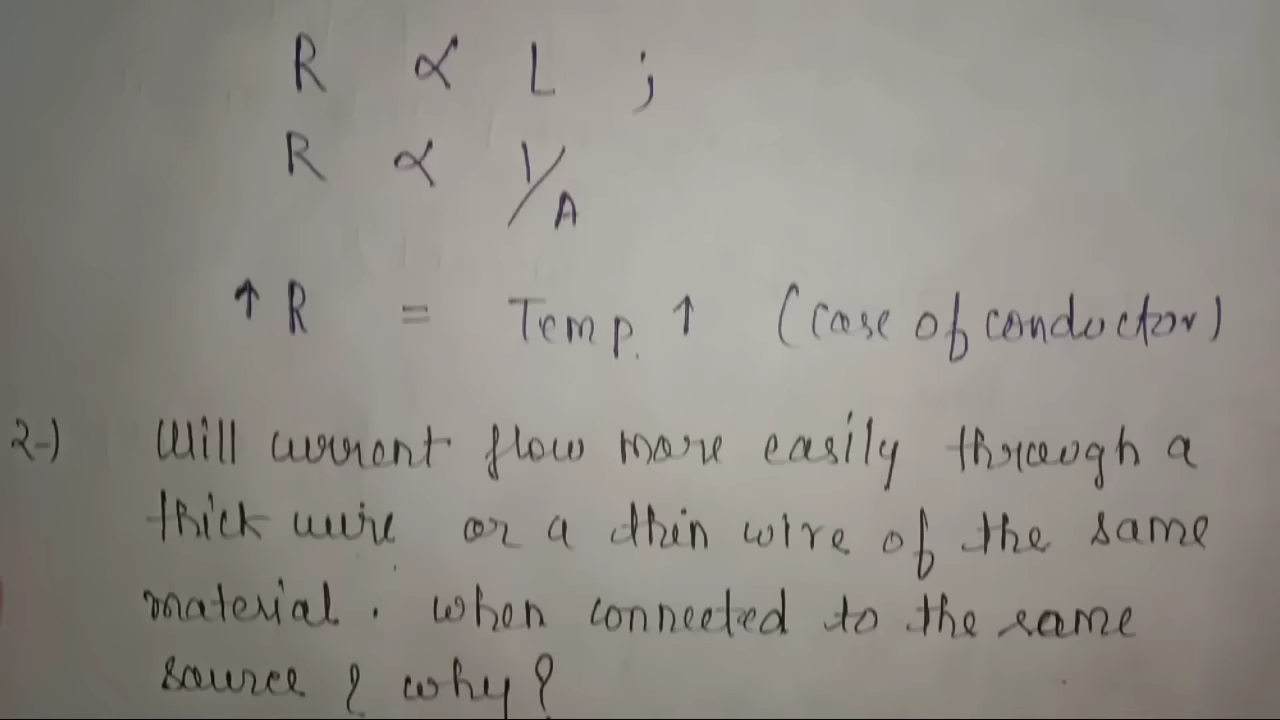 R ∝ L ;
R ∝ 1/A
↑ R = Temp. ↑ (case of conductor)
2-) Will current flow more easily through a
thick wire or a thin wire of the same
material. when connected to the same
source ? why?